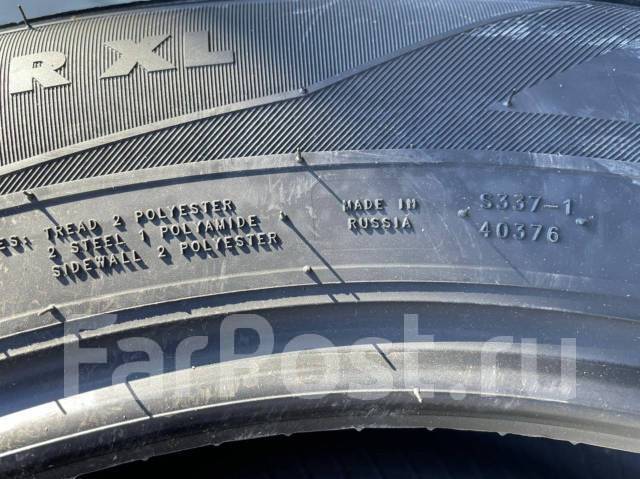 R XL
ES: TREAD 2 POLYESTER
2 STEEL 1 POLYAMIDE
SIDEWALL 2 POLYESTER
MADE IN
RUSSIA
S337-1
40376
FarPost.ru